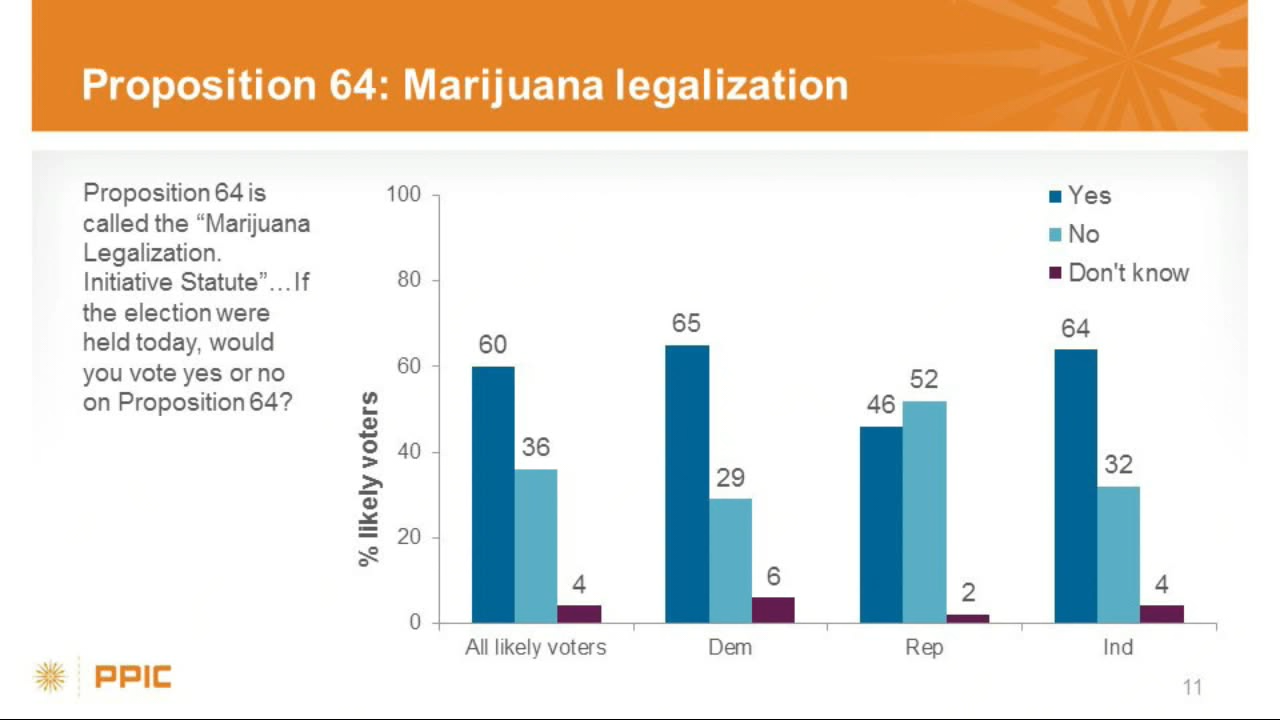 Proposition 64: Marijuana legalization
Proposition 64 is
called the “Marijuana
Legalization.
Initiative Statute”…If
the election were
held today, would
you vote yes or no
on Proposition 64?
% likely voters
100
80
60
40
20
0
Yes
No
Don't know
60
36
4
65
29
6
46
52
2
64
32
4
All likely voters
Dem
Rep
Ind
PPIC
11